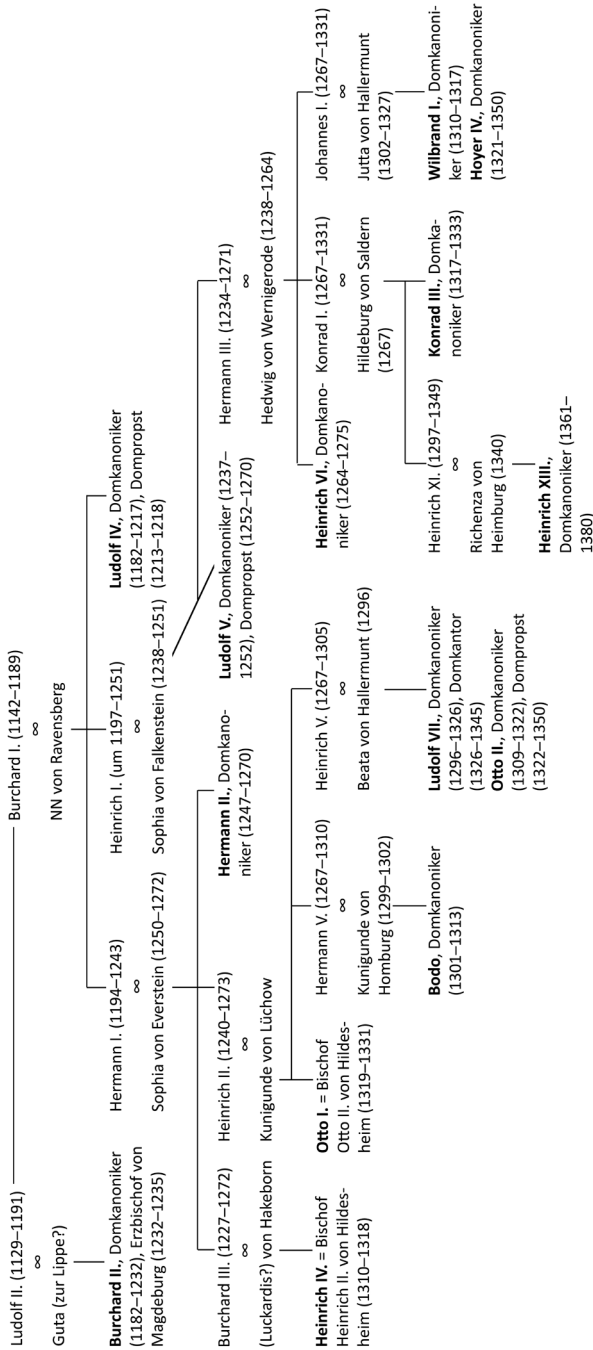 Ludolf II. (1129–1191)
∞
Guta (zur Lippe?)
Burchard I. (1142–1189)
∞
NN von Ravensberg
Burchard II., Domkanoniker
(1182–1232), Erzbischof von
Magdeburg (1232–1235)
Hermann I. (1194–1243)
∞
Sophia von Everstein (1250–1272)
Heinrich I. (um 1197–1251)
∞
Sophia von Falkenstein (1238–1251)
Ludolf IV., Domkanoniker
(1182–1217), Dompropst
(1213–1218)
Burchard III. (1227–1272)
∞
(Luckardis?) von Hakeborn
Heinrich II. (1240–1273)
∞
Kunigunde von Lüchow
Hermann II., Domkano-
niker (1247–1270)
Ludolf V., Domkanoniker (1237–
1252), Dompropst (1252–1270)
Hermann III. (1234–1271)
∞
Hedwig von Wernigerode (1238–1264)
Heinrich IV. = Bischof
Heinrich II. von Hildes-
heim (1310–1318)
Otto I. = Bischof
Otto II. von Hildes-
heim (1319–1331)
Hermann V. (1267–1310)
∞
Kunigunde von
Homburg (1299–1302)
Heinrich V. (1267–1305)
∞
Beata von Hallermunt (1296)
Heinrich VI., Domkano-
niker (1264–1275)
Konrad I. (1267–1331)
∞
Hildeburg von Saldern
(1267)
Johannes I. (1267–1331)
∞
Jutta von Hallermunt
(1302–1327)
Bodo, Domkanoniker
(1301–1313)
Ludolf VII., Domkanoniker
(1296–1326), Domkantor
(1326–1345)
Otto II., Domkanoniker
(1309–1322), Dompropst
(1322–1350)
Heinrich XI. (1297–1349)
∞
Richenza von
Heimburg (1340)
Konrad III., Domka-
noniker (1317–1333)
Wilbrand I., Domkanoni-
ker (1310–1317)
Hoyer IV., Domkanoniker
(1321–1350)
Heinrich XIII.,
Domkanoniker (1361–
1380)